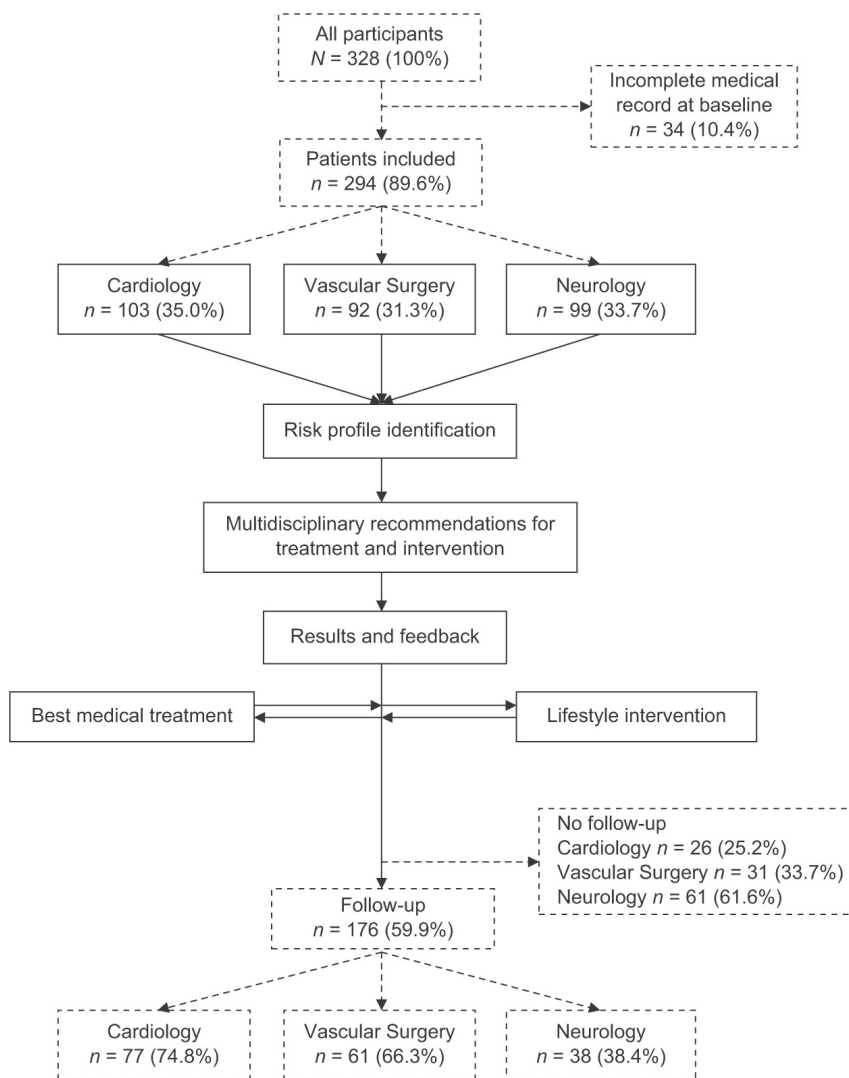 All participants
N = 328 (100%)
Incomplete medical
record at baseline
n = 34 (10.4%)
Patients included
n = 294 (89.6%)
Cardiology
n = 103 (35.0%)
Vascular Surgery
n = 92 (31.3%)
Neurology
n = 99 (33.7%)
Risk profile identification
Multidisciplinary recommendations for
treatment and intervention
Results and feedback
Best medical treatment
Lifestyle intervention
No follow-up
Cardiology n = 26 (25.2%)
Vascular Surgery n = 31 (33.7%)
Neurology n = 61 (61.6%)
Follow-up
n = 176 (59.9%)
Cardiology
n = 77 (74.8%)
Vascular Surgery
n = 61 (66.3%)
Neurology
n = 38 (38.4%)